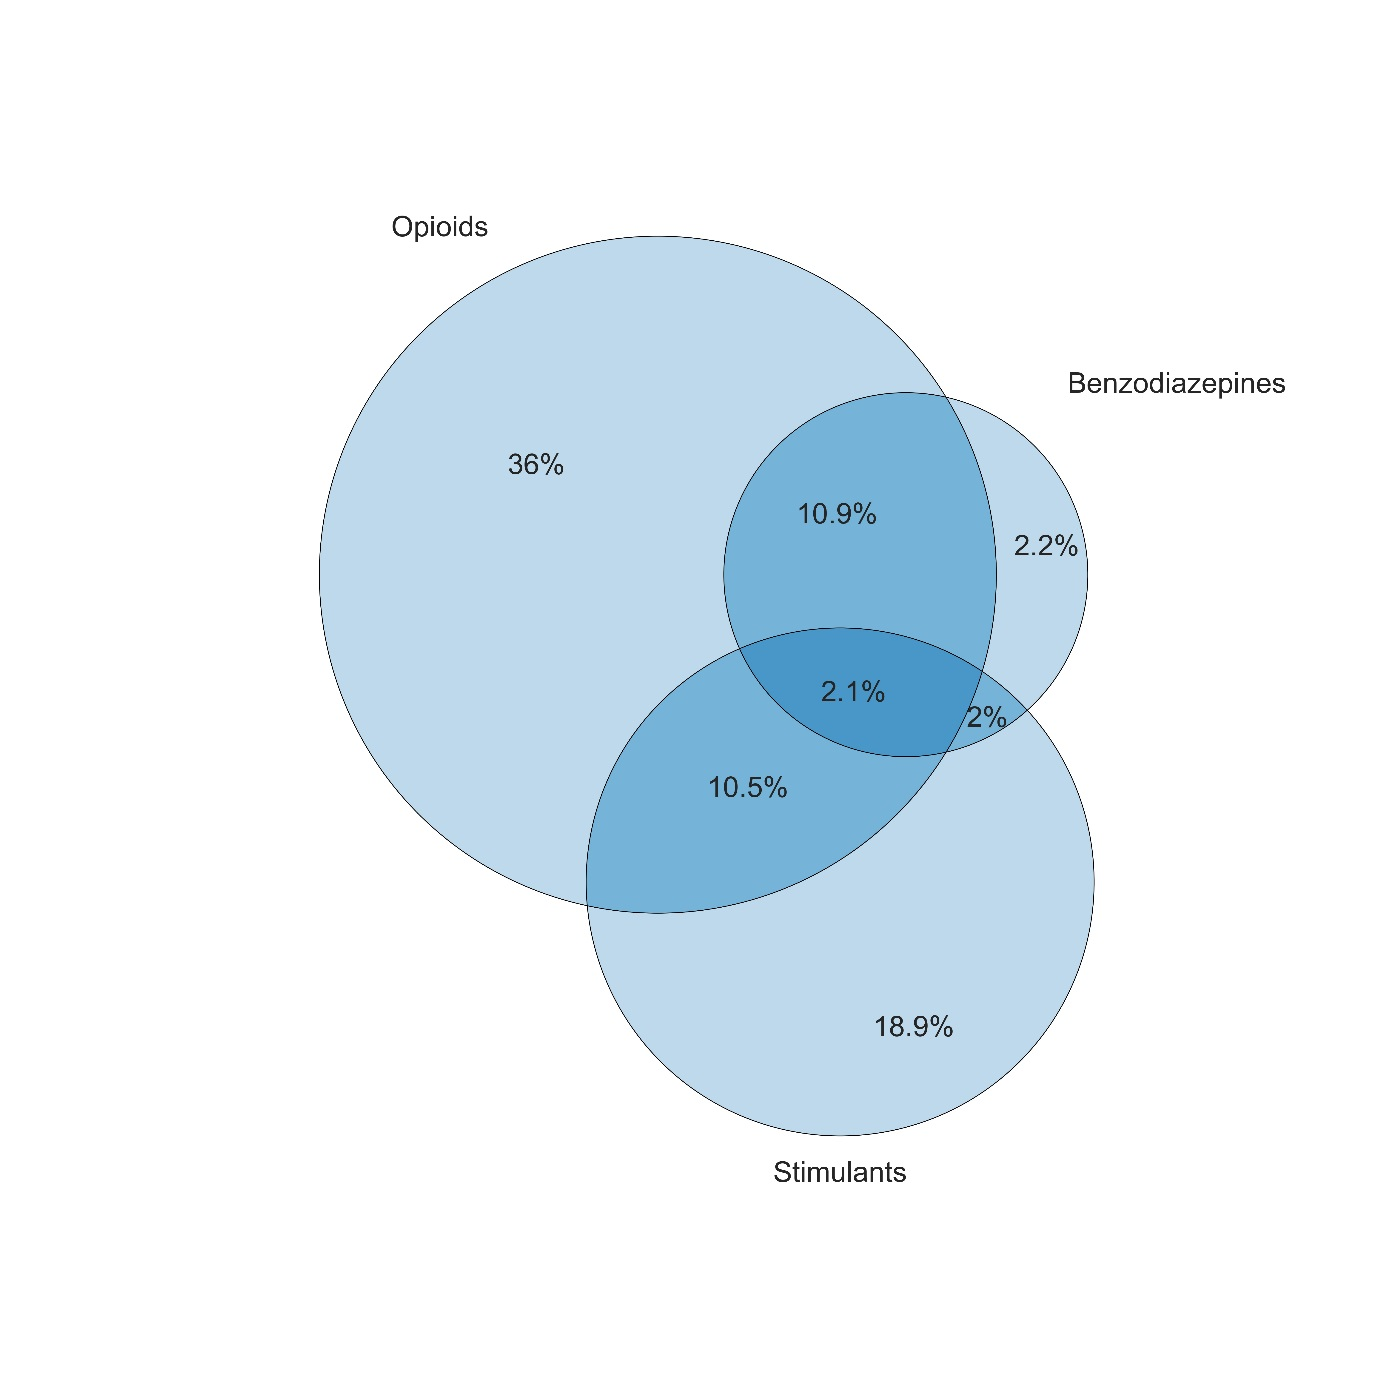 Opioids
Benzodiazepines
36%
10.9%
2.2%
2.1%
2%
10.5%
18.9%
Stimulants